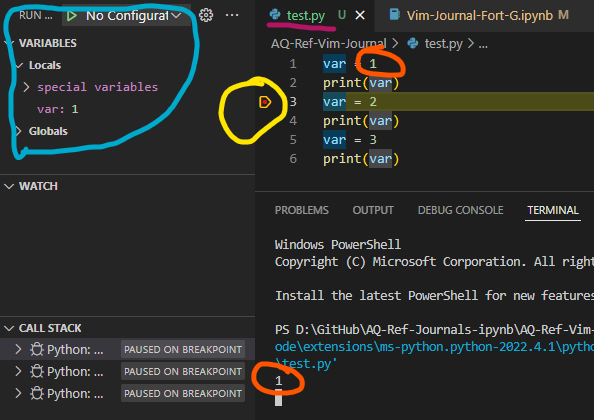 RUN ... No Configurat
VARIABLES
Locals
special variables
var: 1
Globals
WATCH
CALL STACK
Python: ... PAUSED ON BREAKPOINT
Python: ... PAUSED ON BREAKPOINT
Python: ... PAUSED ON BREAKPOINT
test.py U Vim-Journal-Fort-G.ipynb M
AQ-Ref-Vim-Journal > test.py > ...
1 var = 1
2 print(var)
3 var = 2
4 print(var)
5 var = 3
6 print(var)
PROBLEMS OUTPUT DEBUG CONSOLE TERMINAL
Windows PowerShell
Copyright (C) Microsoft Corporation. All right
Install the latest PowerShell for new features
PS D:\GitHub\AQ-Ref-Journals-ipynb\AQ-Ref-Vim-
ode\extensions\ms-python.python-2022.4.1\pytho
\test.py'
1